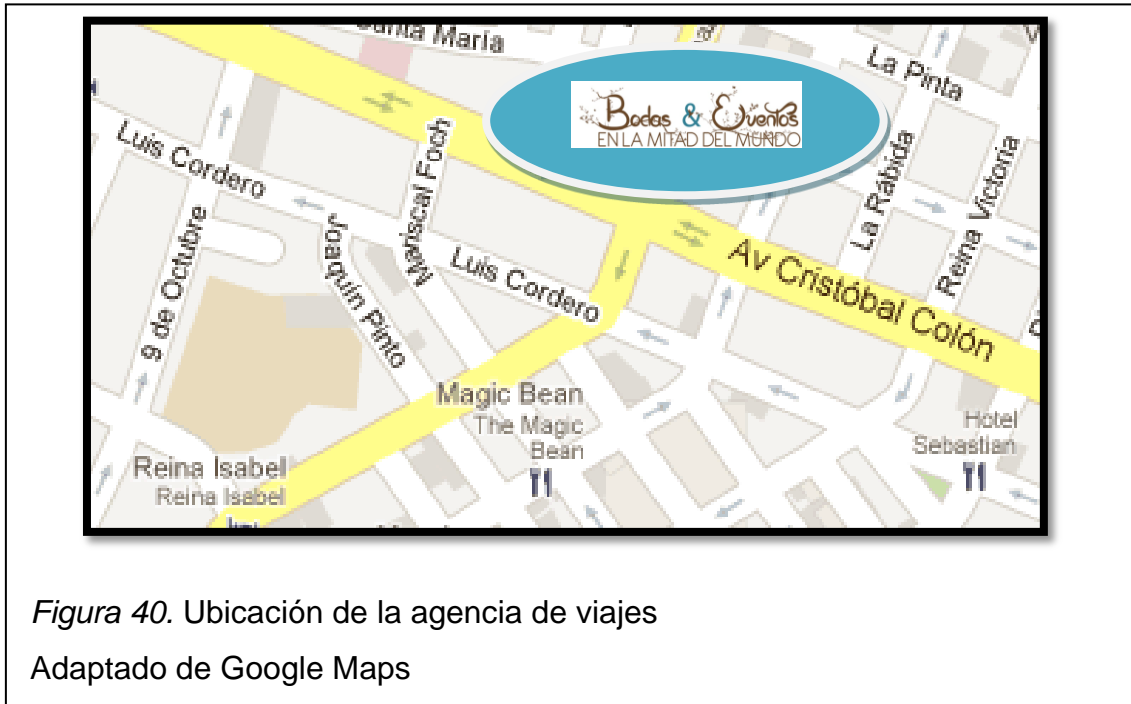 Santa María
La Pinta
Bodas & Eventos
EN LA MITAD DEL MUNDO
Luis Cordero
Mariscal Foch
La Rábida
Reina Victoria
9 de Octubre
Joaquín Pinto
Luis Cordero
Av Cristóbal Colón
Magic Bean
The Magic
Bean
Hotel
Sebastian
Reina Isabel
Reina Isabel
Figura 40. Ubicación de la agencia de viajes
Adaptado de Google Maps